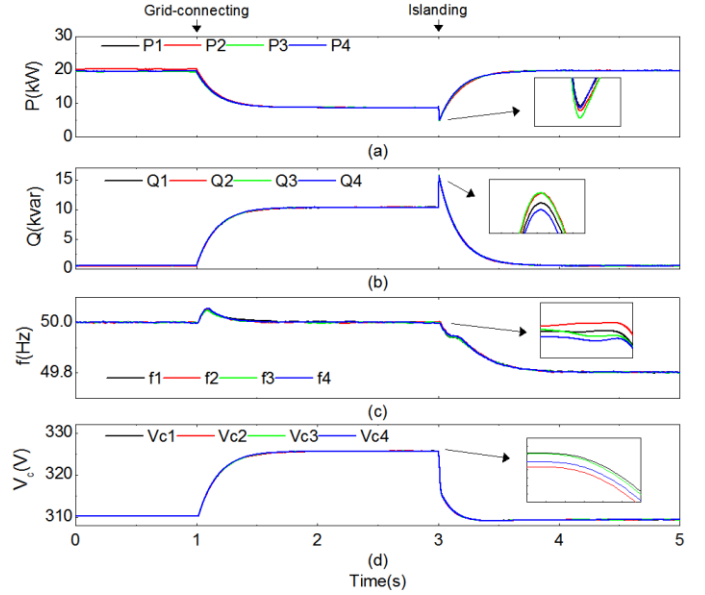 Grid-connecting Islanding
30
P1 P2 P3 P4
20
10
0
P(kW)
(a)
15
Q1 Q2 Q3 Q4
10
5
0
Q(kvar)
(b)
50.0
49.8
f(Hz)
f1 f2 f3 f4
(c)
330
Vc1 Vc2 Vc3 Vc4
320
310
Vc(V)
0 1 2 3 4 5
(d)
Time(s)